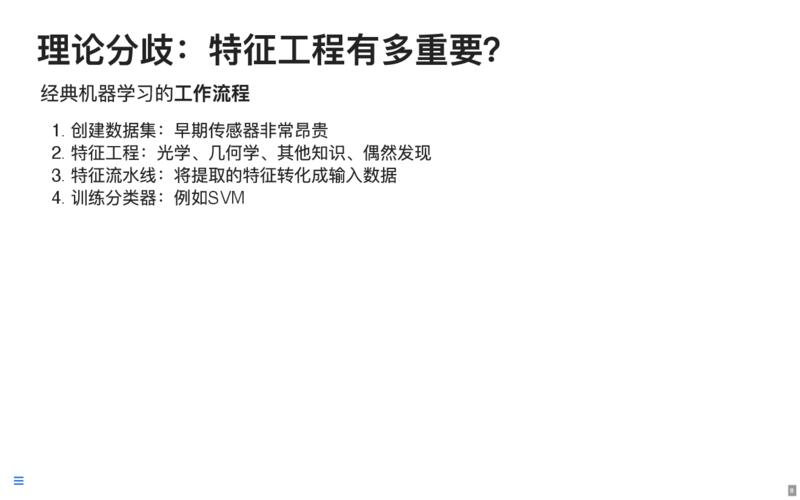 理论分歧：特征工程有多重要？
经典机器学习的工作流程
1. 创建数据集：早期传感器非常昂贵
2. 特征工程：光学、几何学、其他知识、偶然发现
3. 特征流水线：将提取的特征转化成输入数据
4. 训练分类器：例如SVM